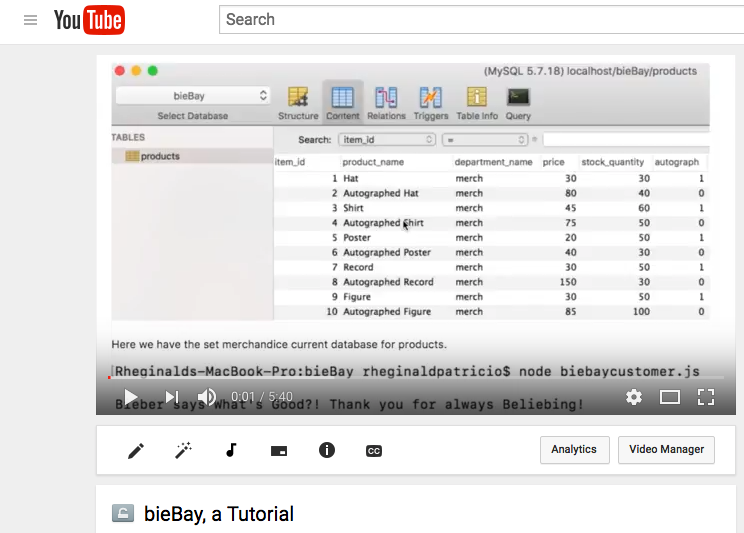 YouTube Search
(MySQL 5.7.18) localhost/bieBay/products
bieBay
Select Database Structure Content Relations Triggers Table Info Query
TABLES
Search: item_id =
products
item_id product_name department_name price stock_quantity autograph
1 Hat merch 30 30 1
2 Autographed Hat merch 80 40 0
3 Shirt merch 45 60 1
4 Autographed Shirt merch 75 50 0
5 Poster merch 20 50 1
6 Autographed Poster merch 40 30 0
7 Record merch 30 50 1
8 Autographed Record merch 150 30 0
9 Figure merch 30 50 1
10 Autographed Figure merch 85 100 0
Here we have the set merchandice current database for products.
Rheginalds-MacBook-Pro:bieBay rheginaldpatricio$ node biebaycustomer.js
0:01 / 5:40
Bieber says What's Good?! Thank you for always Beliebing!
CC Analytics Video Manager
bieBay, a Tutorial